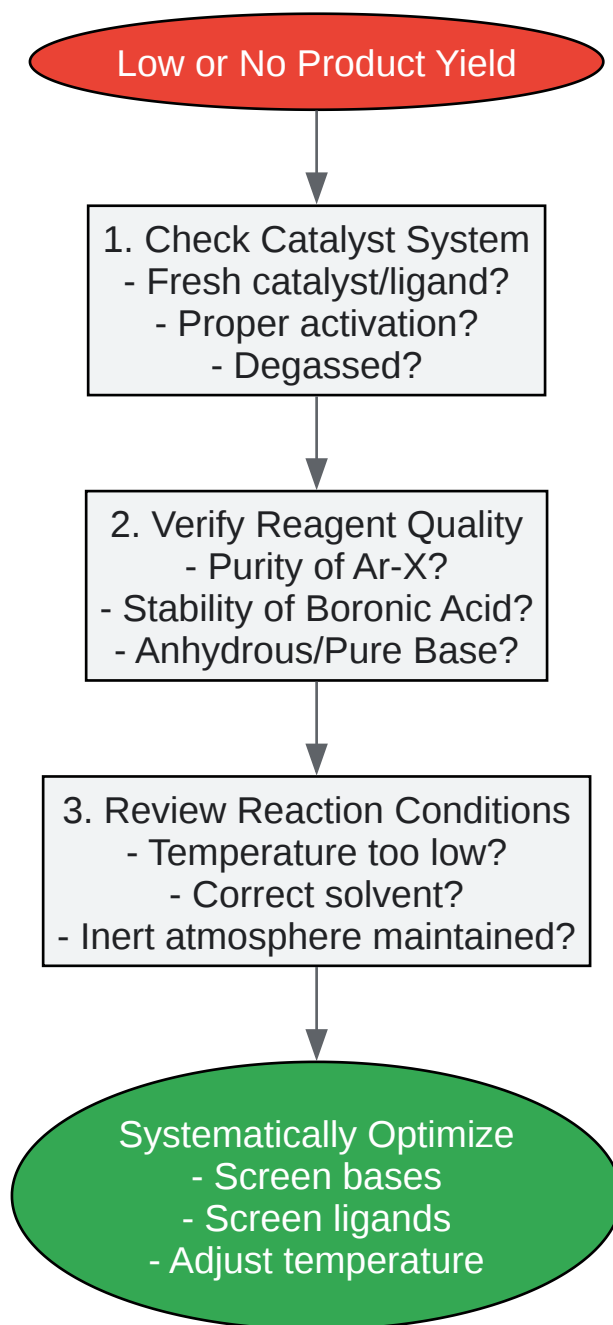 Low or No Product Yield
1. Check Catalyst System
- Fresh catalyst/ligand?
- Proper activation?
- Degassed?
2. Verify Reagent Quality
- Purity of Ar-X?
- Stability of Boronic Acid?
- Anhydrous/Pure Base?
3. Review Reaction Conditions
- Temperature too low?
- Correct solvent?
- Inert atmosphere maintained?
Systematically Optimize
- Screen bases
- Screen ligands
- Adjust temperature